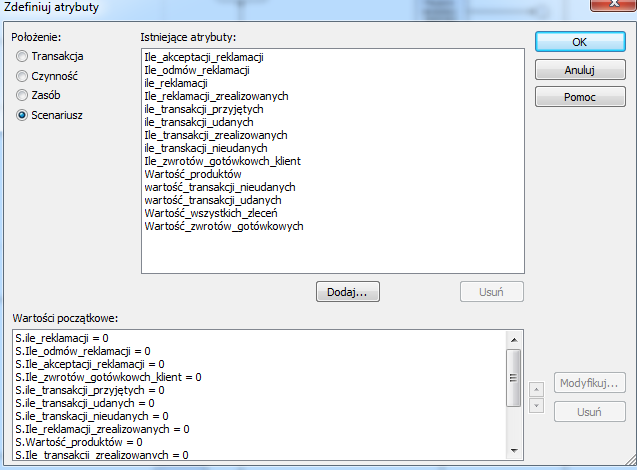 Zdefiniuj atrybuty
Położenie:
Transakcja
Czynność
Zasób
Scenariusz
Istniejące atrybuty:
Ile_akceptacji_reklamacji
Ile_odmów_reklamacji
ile_reklamacji
Ile_reklamacji_zrealizowanych
ile_transakcji_przyjętych
ile_transakcji_udanych
Ile_transakcji_zrealizowanych
ile_transkacji_nieudanych
Ile_zwrotów_gotówkowch_klient
Wartość_produktów
wartość_transakcji_nieudanych
wartość_transakcji_udanych
Wartość_wszystkich_zleceń
Wartość_zwrotów_gotówkowych
OK
Anuluj
Pomoc
Dodaj...
Usuń
Wartości początkowe:
S.ile_reklamacji = 0
S.Ile_odmów_reklamacji = 0
S.Ile_akceptacji_reklamacji = 0
S.Ile_zwrotów_gotówkowch_klient = 0
S.ile_transakcji_przyjętych = 0
S.ile_transakcji_udanych = 0
S.ile_transkacji_nieudanych = 0
S.Ile_reklamacji_zrealizowanych = 0
S.Wartość_produktów = 0
S.Ile_transakcji_zrealizowanych = 0
Modyfikuj...
Usuń